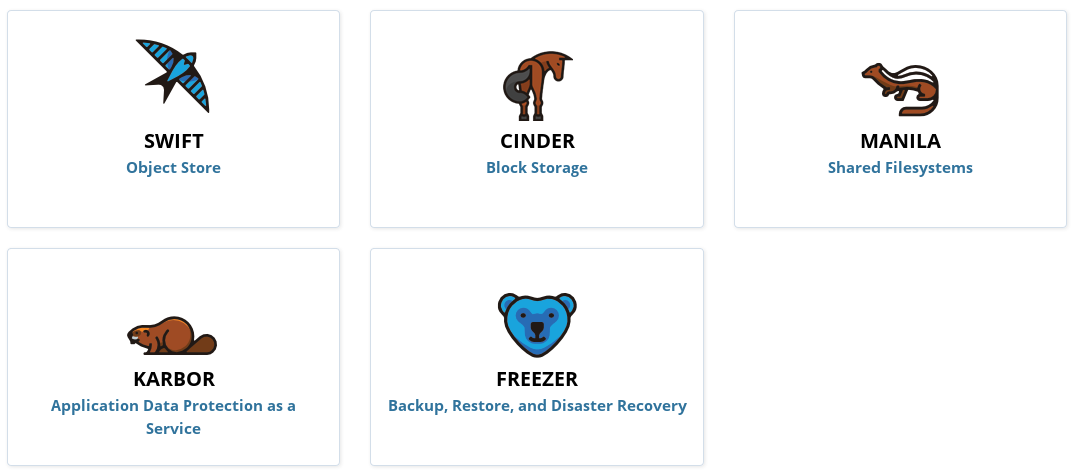 SWIFT
Object Store
CINDER
Block Storage
MANILA
Shared Filesystems
KARBOR
Application Data Protection as a
Service
FREEZER
Backup, Restore, and Disaster Recovery